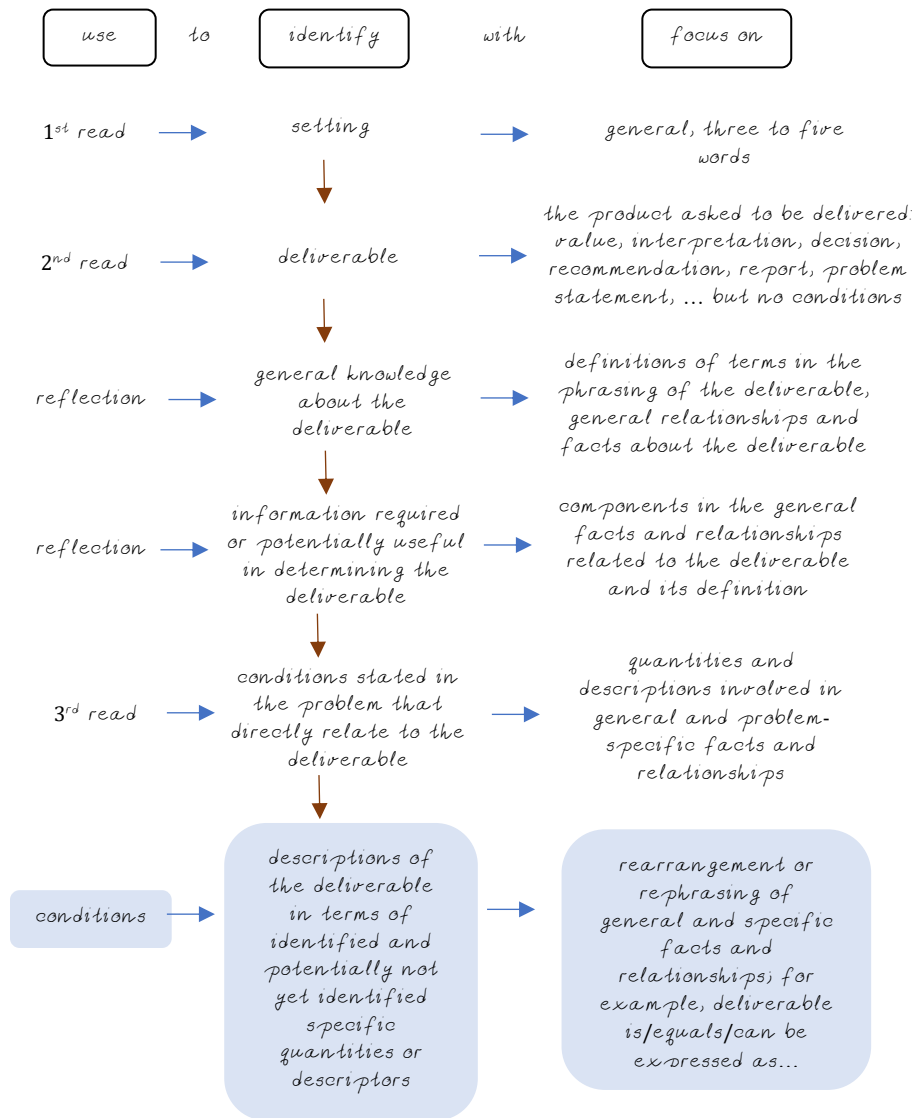 use to identify with focus on
1st read
setting
general, three to five
words
2nd read
deliverable
the product asked to be delivered:
value, interpretation, decision,
recommendation, report, problem
statement, ... but no conditions
reflection
general knowledge
about the
deliverable
definitions of terms in the
phrasing of the deliverable,
general relationships and
facts about the deliverable
reflection
information required
or potentially useful
in determining the
deliverable
components in the general
facts and relationships
related to the deliverable
and its definition
3rd read
conditions stated in
the problem that
directly relate to the
deliverable
quantities and
descriptions involved in
general and problem-
specific facts and
relationships
conditions
descriptions of
the deliverable
in terms of
identified and
potentially not
yet identified
specific
quantities or
descriptors
rearrangement or
rephrasing of
general and specific
facts and
relationships; for
example, deliverable
is/equals/can be
expressed as...